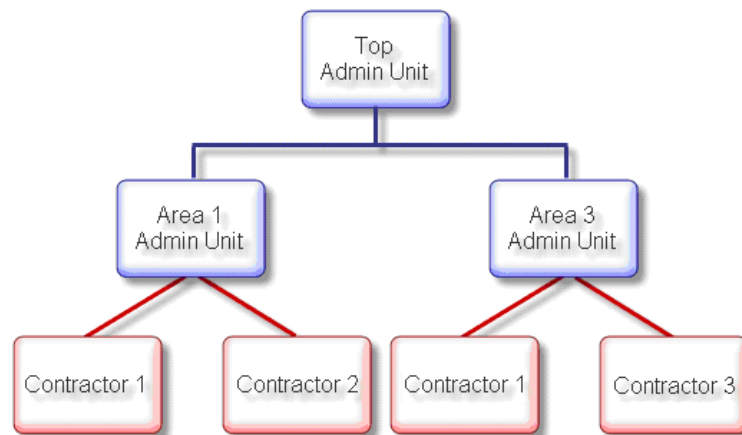 Top
Admin Unit
Area 1
Admin Unit
Area 3
Admin Unit
Contractor 1
Contractor 2
Contractor 1
Contractor 3